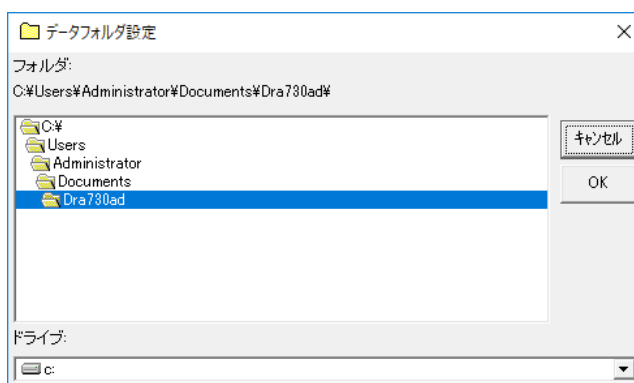 データフォルダ設定
フォルダ:
C:¥Users¥Administrator¥Documents¥Dra730ad¥
C:¥
Users
Administrator
Documents
Dra730ad
キャンセル
OK
ドライブ:
c: